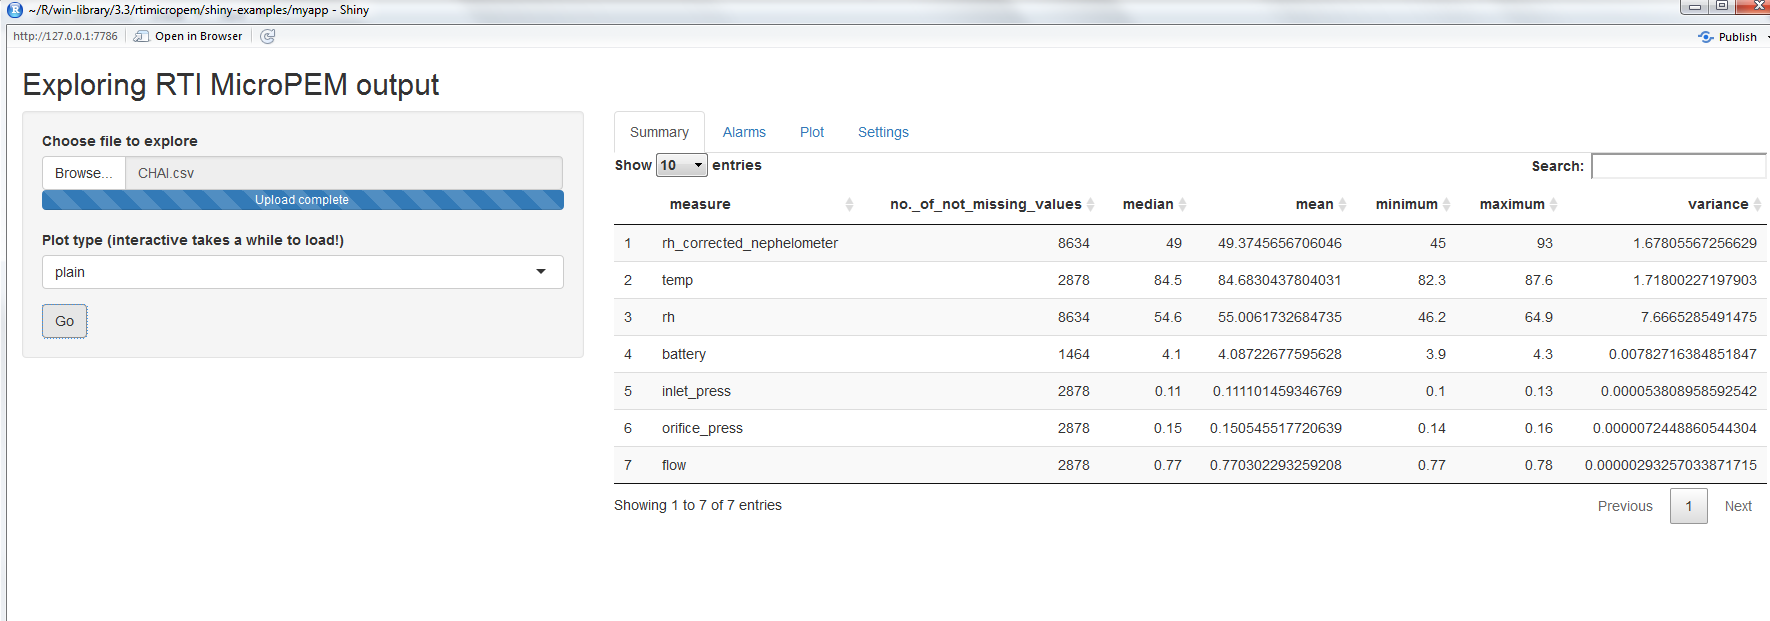 ~/R/win-library/3.3/rtimicropem/shiny-examples/myapp - Shiny
http://127.0.0.1:7786 Open in Browser Publish
Exploring RTI MicroPEM output
Choose file to explore
Browse... CHAI.csv
Upload complete
Plot type (interactive takes a while to load!)
plain
Go
Summary Alarms Plot Settings
Show 10 entries Search:
measure no._of_not_missing_values median mean minimum maximum variance
1 rh_corrected_nephelometer 8634 49 49.3745656706046 45 93 1.67805567256629
2 temp 2878 84.5 84.6830437804031 82.3 87.6 1.71800227197903
3 rh 8634 54.6 55.0061732684735 46.2 64.9 7.6665285491475
4 battery 1464 4.1 4.08722677595628 3.9 4.3 0.00782716384851847
5 inlet_press 2878 0.11 0.111101459346769 0.1 0.13 0.000053808958592542
6 orifice_press 2878 0.15 0.150545517720639 0.14 0.16 0.0000072448860544304
7 flow 2878 0.77 0.770302293259208 0.77 0.78 0.00000293257033871715
Showing 1 to 7 of 7 entries Previous 1 Next